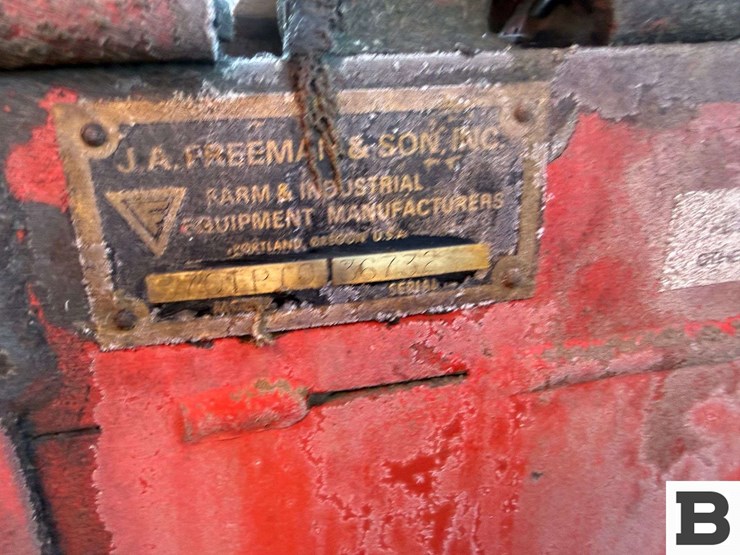 J.A. FREEMAN & SON, INC.
FARM & INDUSTRIAL
EQUIPMENT MANUFACTURERS
PORTLAND, OREGON U.S.A.
SERIAL
B